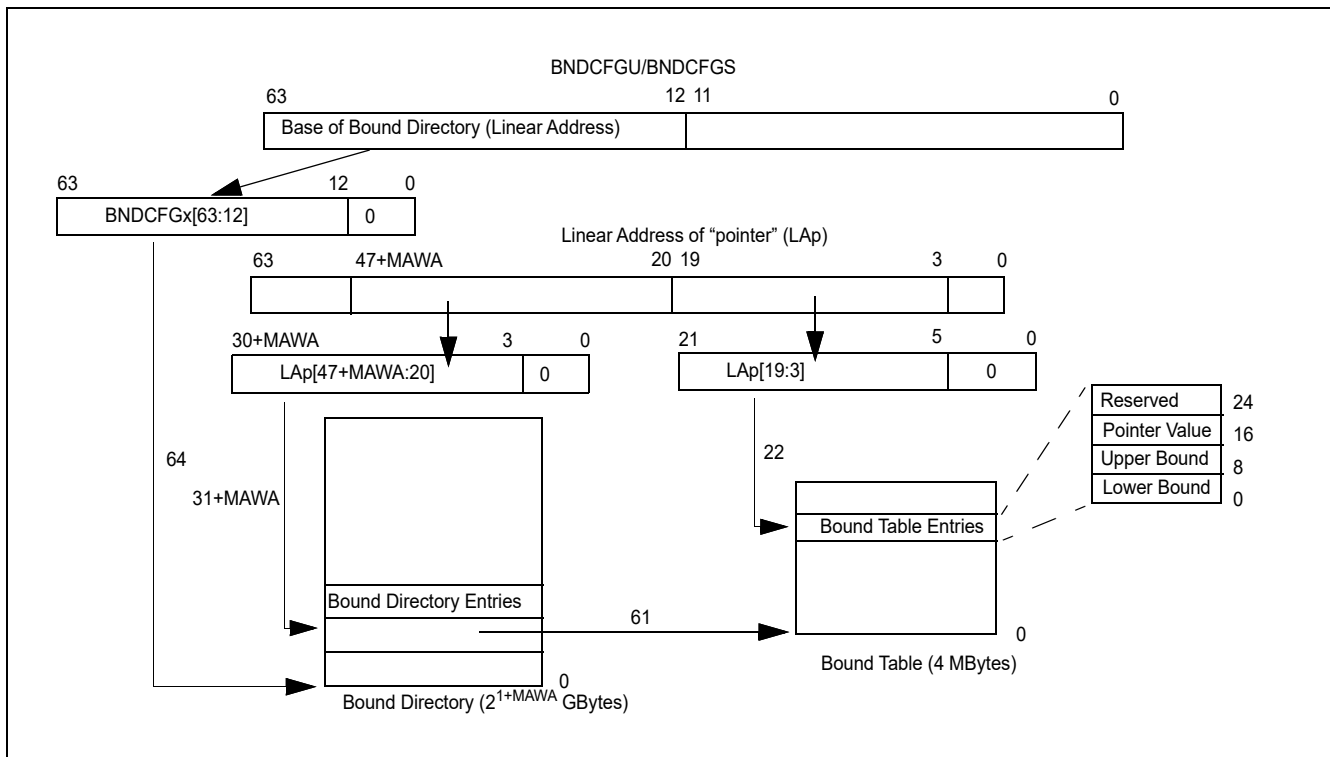 BNDCFGU/BNDCFGS
63 12 11 0
Base of Bound Directory (Linear Address)
63 12 0
BNDCFGx[63:12] 0
Linear Address of “pointer” (LAp)
63 47+MAWA 20 19 3 0
30+MAWA 3 0
LAp[47+MAWA:20] 0
21 5 0
LAp[19:3] 0
Reserved 24
Pointer Value 16
Upper Bound 8
Lower Bound 0
64
31+MAWA
22
Bound Table Entries
Bound Directory Entries
61
0
Bound Table (4 MBytes)
0
Bound Directory (2^1+MAWA GBytes)